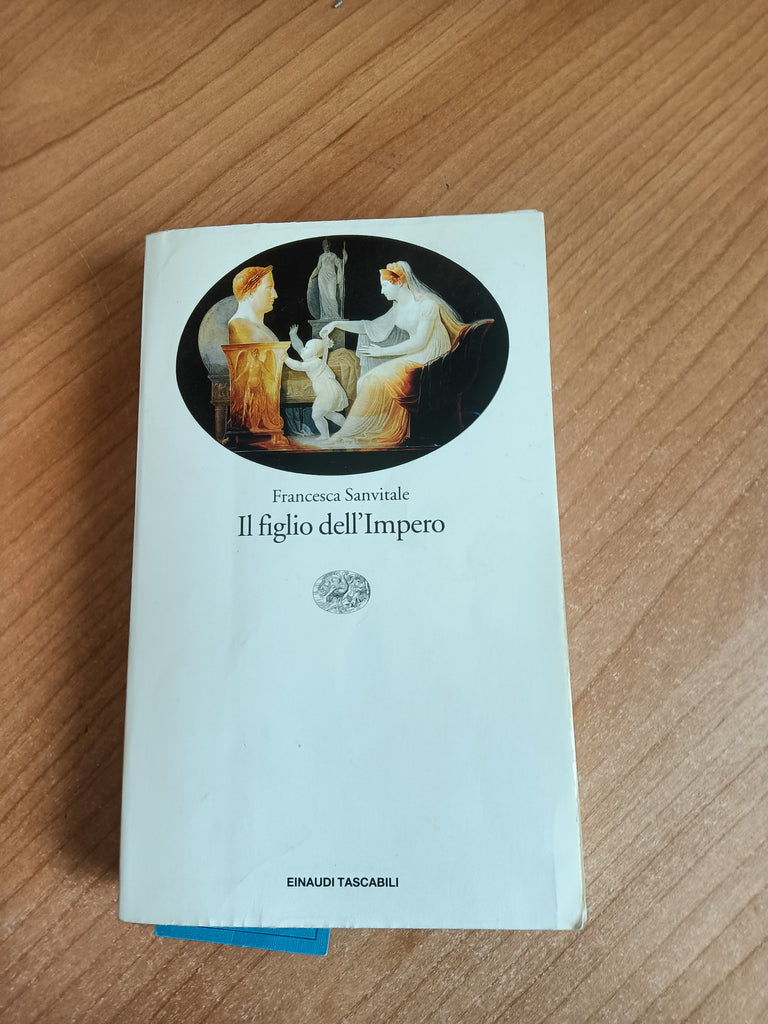 Francesca Sanvitale
Il figlio dell'Impero
EINAUDI TASCABILI